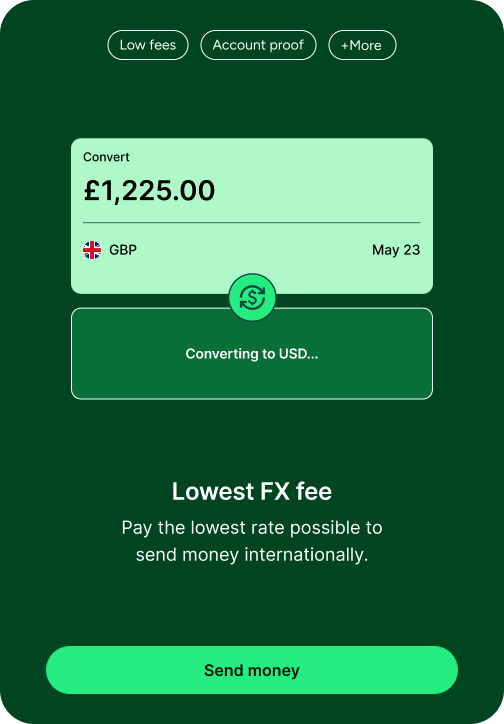 Low fees
Account proof
+More
Convert
£1,225.00
GBP
May 23
$
Converting to USD...
Lowest FX fee
Pay the lowest rate possible to
send money internationally.
Send money